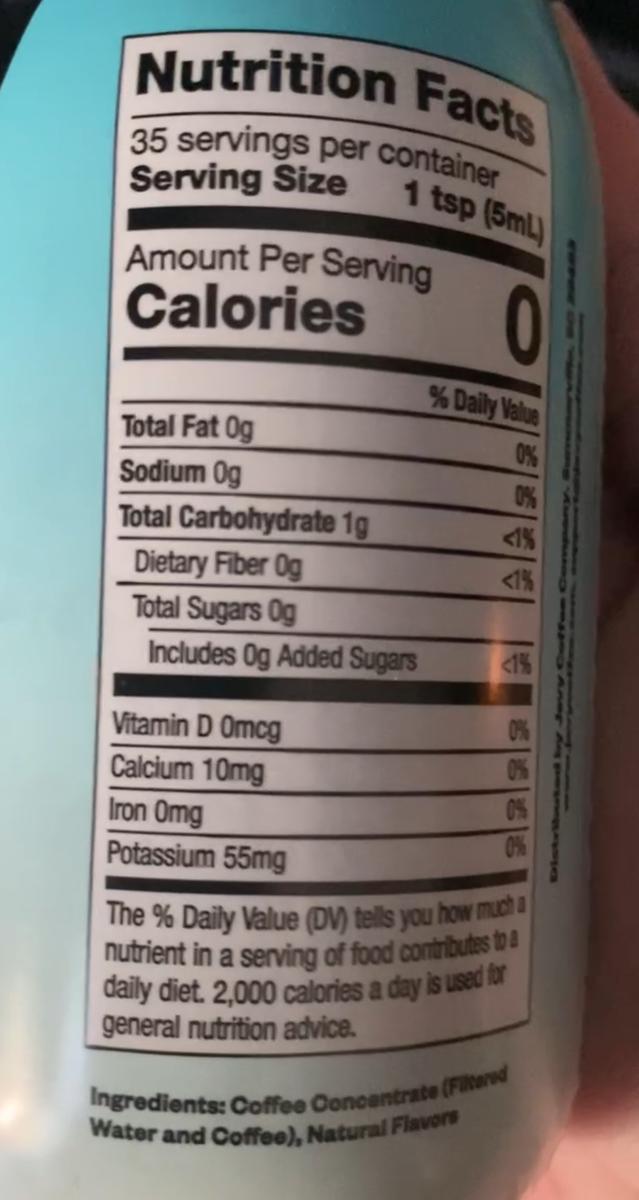 Nutrition Facts
35 servings per container
Serving Size 1 tsp (5mL)
Amount Per Serving
Calories 0
% Daily Value
Total Fat 0g 0%
Sodium 0g 0%
Total Carbohydrate 1g <1%
Dietary Fiber 0g <1%
Total Sugars 0g
Includes 0g Added Sugars <1%
Vitamin D 0mcg 0%
Calcium 10mg 0%
Iron 0mg 0%
Potassium 55mg 0%
The % Daily Value (DV) tells you how much a
nutrient in a serving of food contributes to a
daily diet. 2,000 calories a day is used for
general nutrition advice.
Ingredients: Coffee Concentrate (Filtered
Water and Coffee), Natural Flavors
Distributed by Javy Coffee Company.